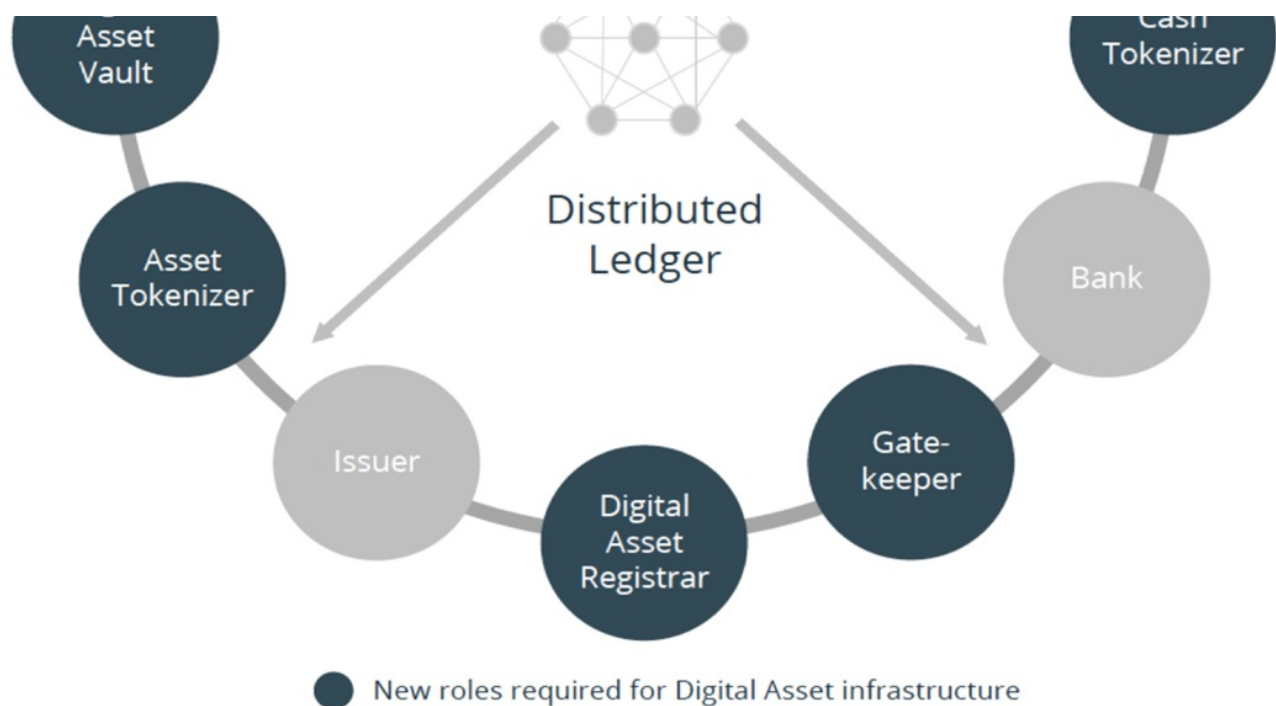 Asset
Vault
Cash
Tokenizer
Distributed
Ledger
Asset
Tokenizer
Bank
Issuer
Gate-
keeper
Digital
Asset
Registrar
New roles required for Digital Asset infrastructure